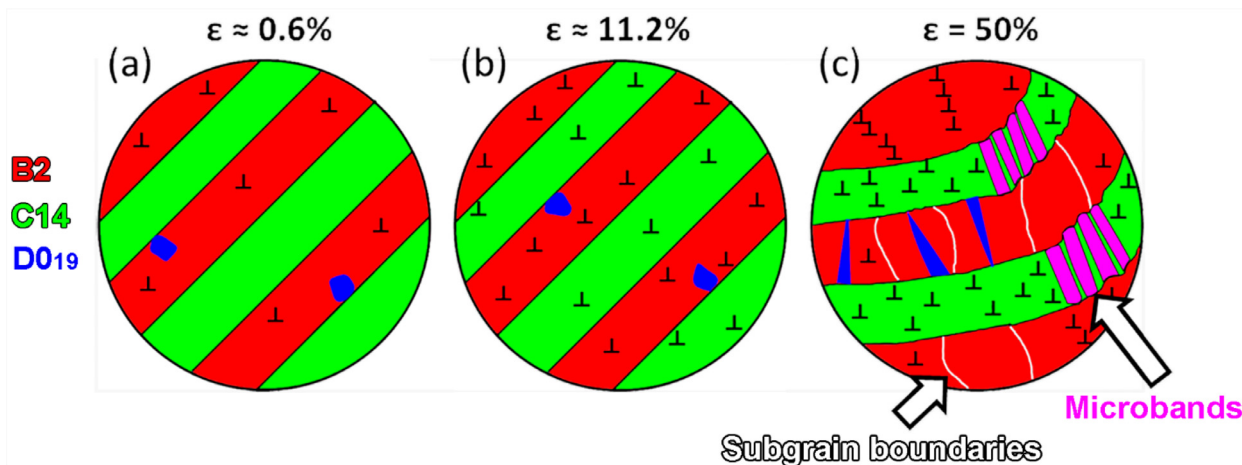 ε ≈ 0.6%
ε ≈ 11.2%
ε = 50%
(a)
(b)
(c)
B2
C14
D019
Microbands
Subgrain boundaries